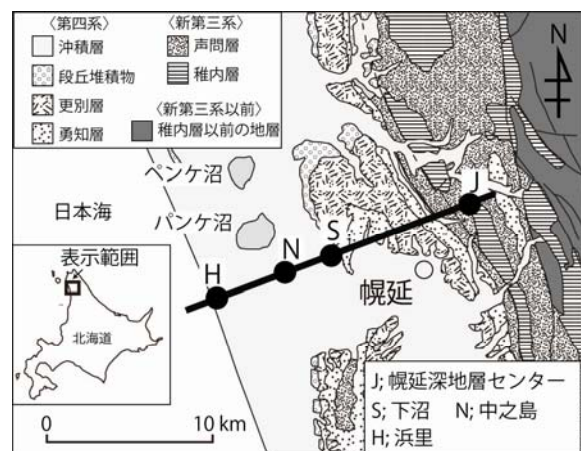 〈第四系〉
沖積層
段丘堆積物
更別層
勇知層
〈新第三系〉
声問層
稚内層
〈新第三系以前〉
稚内層以前の地層
N
ペンケ沼
パンケ沼
日本海
J
S
N
H
幌延
表示範囲
北海道
0 10 km
J; 幌延深地層センター
S; 下沼 N; 中之島
H; 浜里